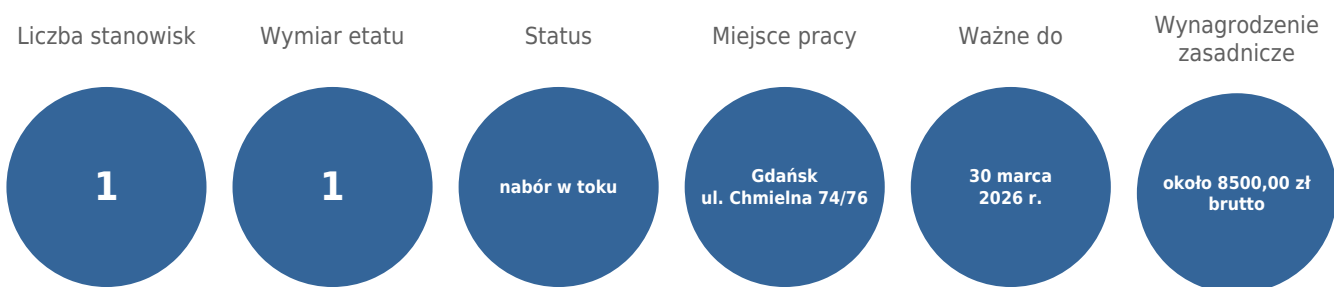 Liczba stanowisk
1
Wymiar etatu
1
Status
nabór w toku
Miejsce pracy
Gdańsk
ul. Chmielna 74/76
Ważne do
30 marca
2026 r.
Wynagrodzenie
zasadnicze
około 8500,00 zł
brutto